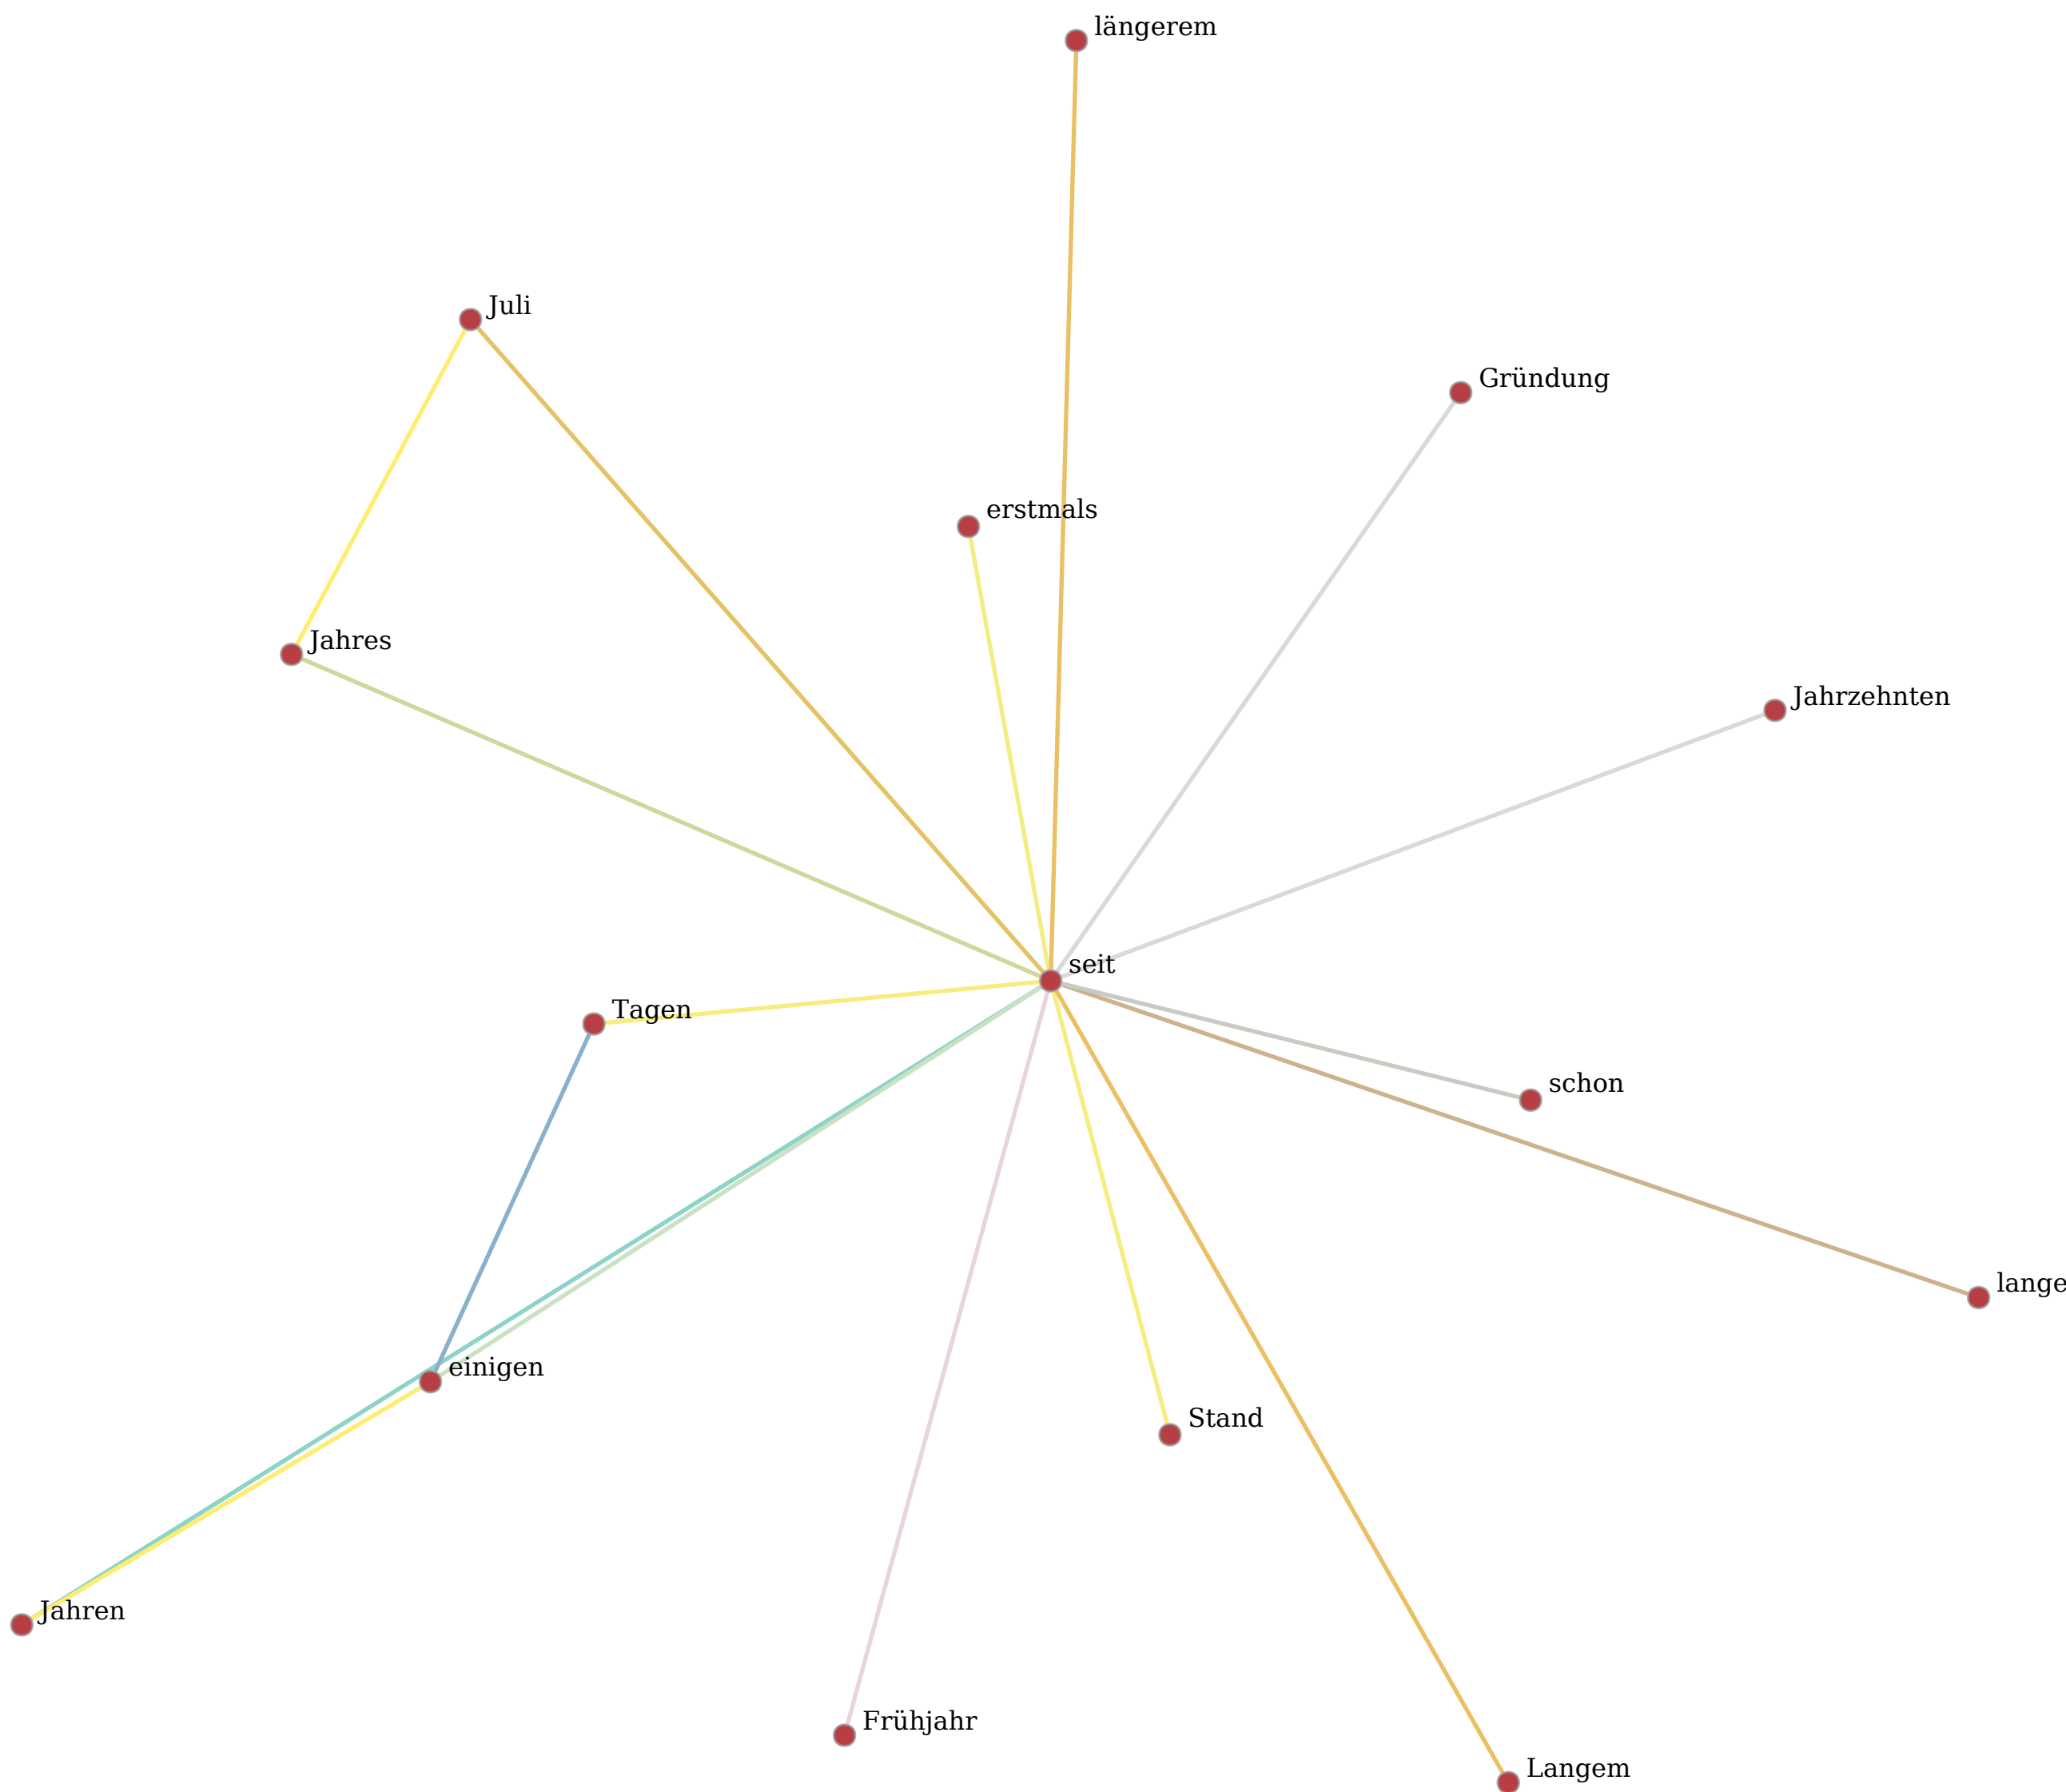 längerem
Juli
Gründung
erstmals
Jahres
Jahrzehnten
seit
Tagen
schon
lange
einigen
Stand
Jahren
Frühjahr
Langem